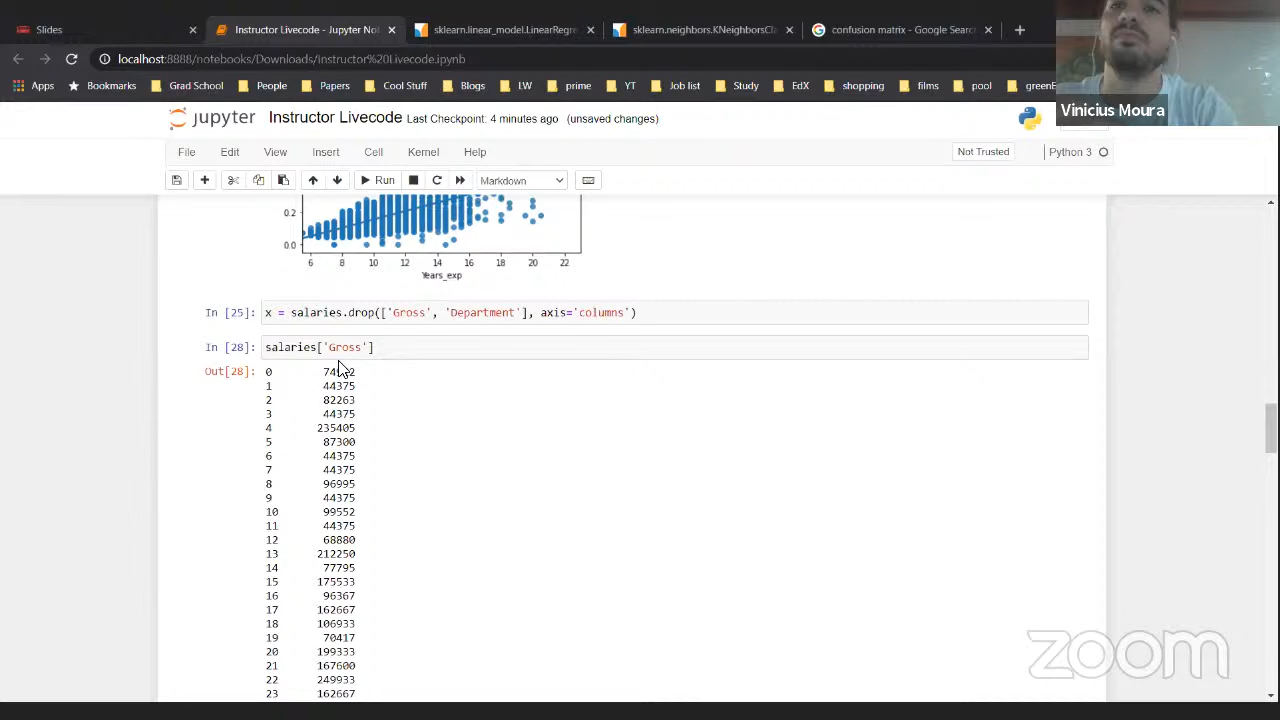 Slides
Instructor Livecode - Jupyter Not
sklearn.linear_model.LinearRegre
sklearn.neighbors.KNeighborsCla
confusion matrix - Google Search
localhost:8888/notebooks/Downloads/Instructor%20Livecode.ipynb
Apps Bookmarks Grad School People Papers Cool Stuff Blogs LW prime YT Job list Study EdX shopping films pool greenE
Vinicius Moura
jupyter Instructor Livecode Last Checkpoint: 4 minutes ago (unsaved changes)
File Edit View Insert Cell Kernel Help Not Trusted Python 3
Run Markdown
0.2
0.0
6 8 10 12 14 16 18 20 22
Years_exp
In [25]: x = salaries.drop(['Gross', 'Department'], axis='columns')
In [28]: salaries['Gross']
Out[28]: 0
1 44375
2 82263
3 44375
4 235405
5 87300
6 44375
7 44375
8 96995
9 44375
10 99552
11 44375
12 68880
13 212250
14 77795
15 175533
16 96367
17 162667
18 106933
19 70417
20 199333
21 167600
22 249933
23 162667
zoom